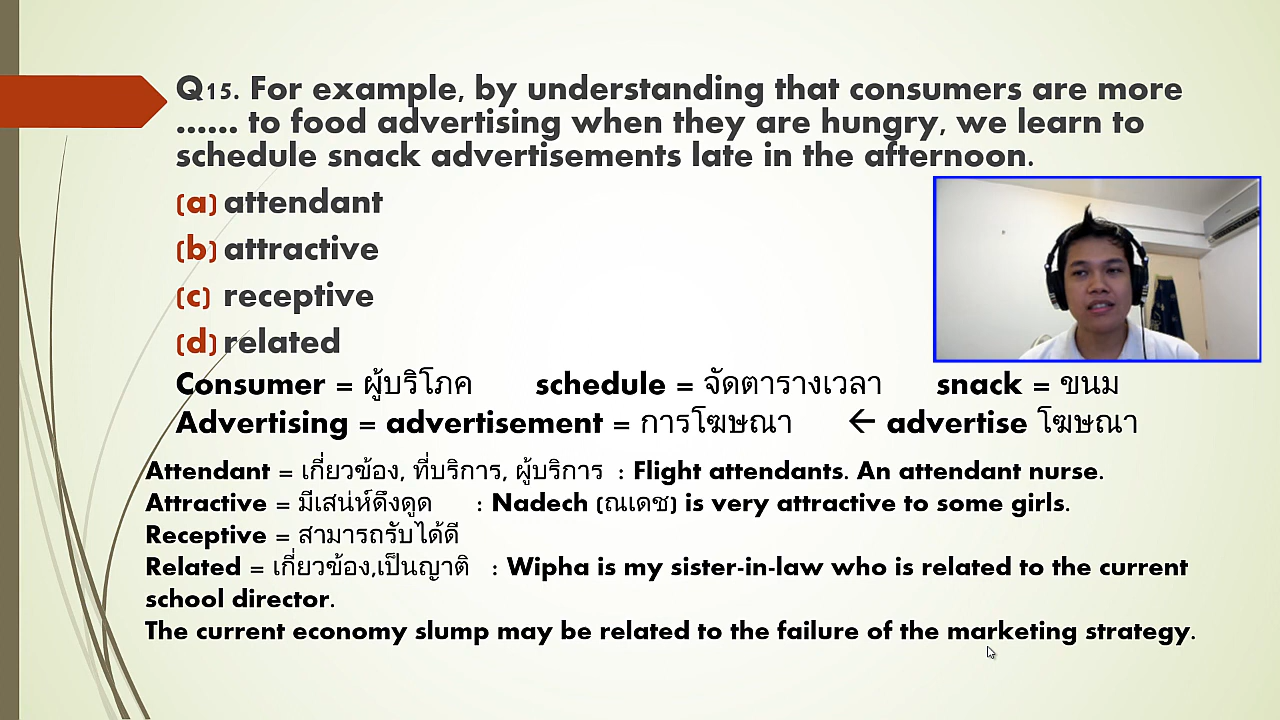 Q15. For example, by understanding that consumers are more
...... to food advertising when they are hungry, we learn to
schedule snack advertisements late in the afternoon.
(a) attendant
(b) attractive
(c) receptive
(d) related
Consumer = ผู้บริโภค schedule = จัดตารางเวลา snack = ขนม
Advertising = advertisement = การโฆษณา ← advertise โฆษณา
Attendant = เกี่ยวข้อง, ที่บริการ, ผู้บริการ : Flight attendants. An attendant nurse.
Attractive = มีเสน่ห์ดึงดูด : Nadech (ณเดช) is very attractive to some girls.
Receptive = สามารถรับได้ดี
Related = เกี่ยวข้อง,เป็นญาติ : Wipha is my sister-in-law who is related to the current
school director.
The current economy slump may be related to the failure of the marketing strategy.